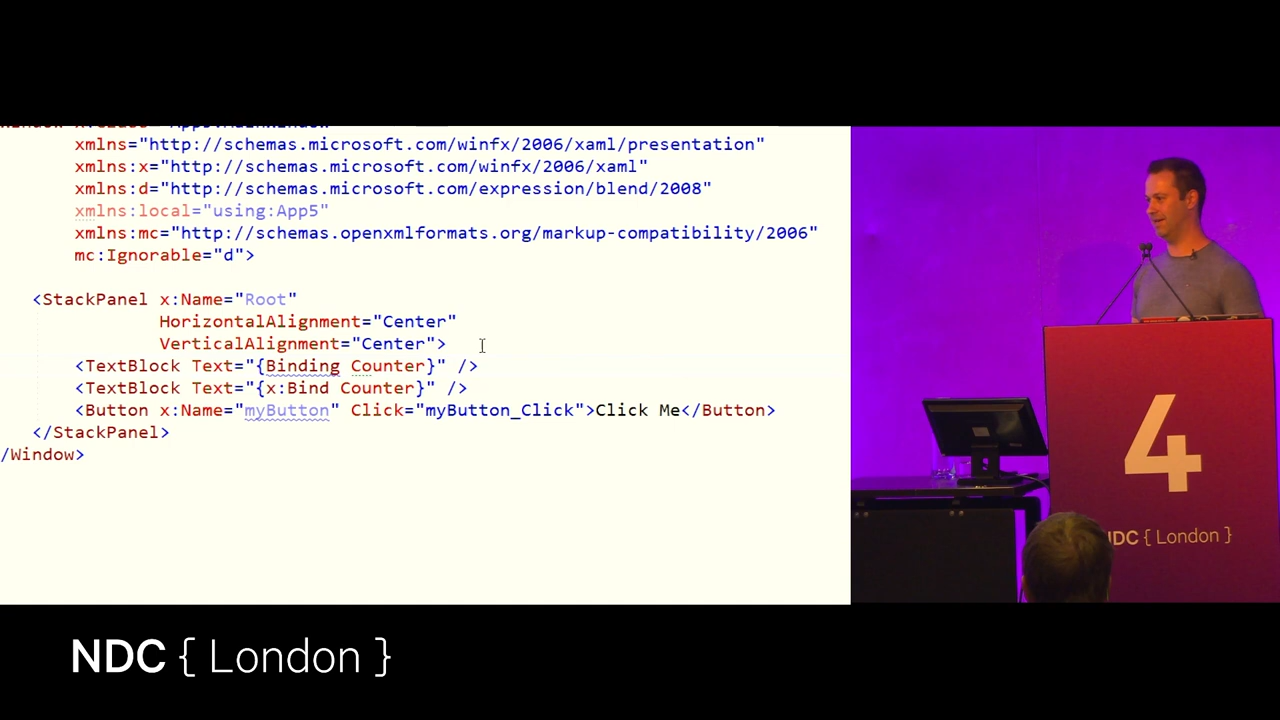 xmlns="http://schemas.microsoft.com/winfx/2006/xaml/presentation"
xmlns:x="http://schemas.microsoft.com/winfx/2006/xaml"
xmlns:d="http://schemas.microsoft.com/expression/blend/2008"
xmlns:local="using:App5"
xmlns:mc="http://schemas.openxmlformats.org/markup-compatibility/2006"
mc:Ignorable="d">
<StackPanel x:Name="Root"
HorizontalAlignment="Center"
VerticalAlignment="Center">
<TextBlock Text="{Binding Counter}" />
<TextBlock Text="{x:Bind Counter}" />
<Button x:Name="myButton" Click="myButton_Click">Click Me</Button>
</StackPanel>
/Window>
4
NDC { London }
NDC { London }